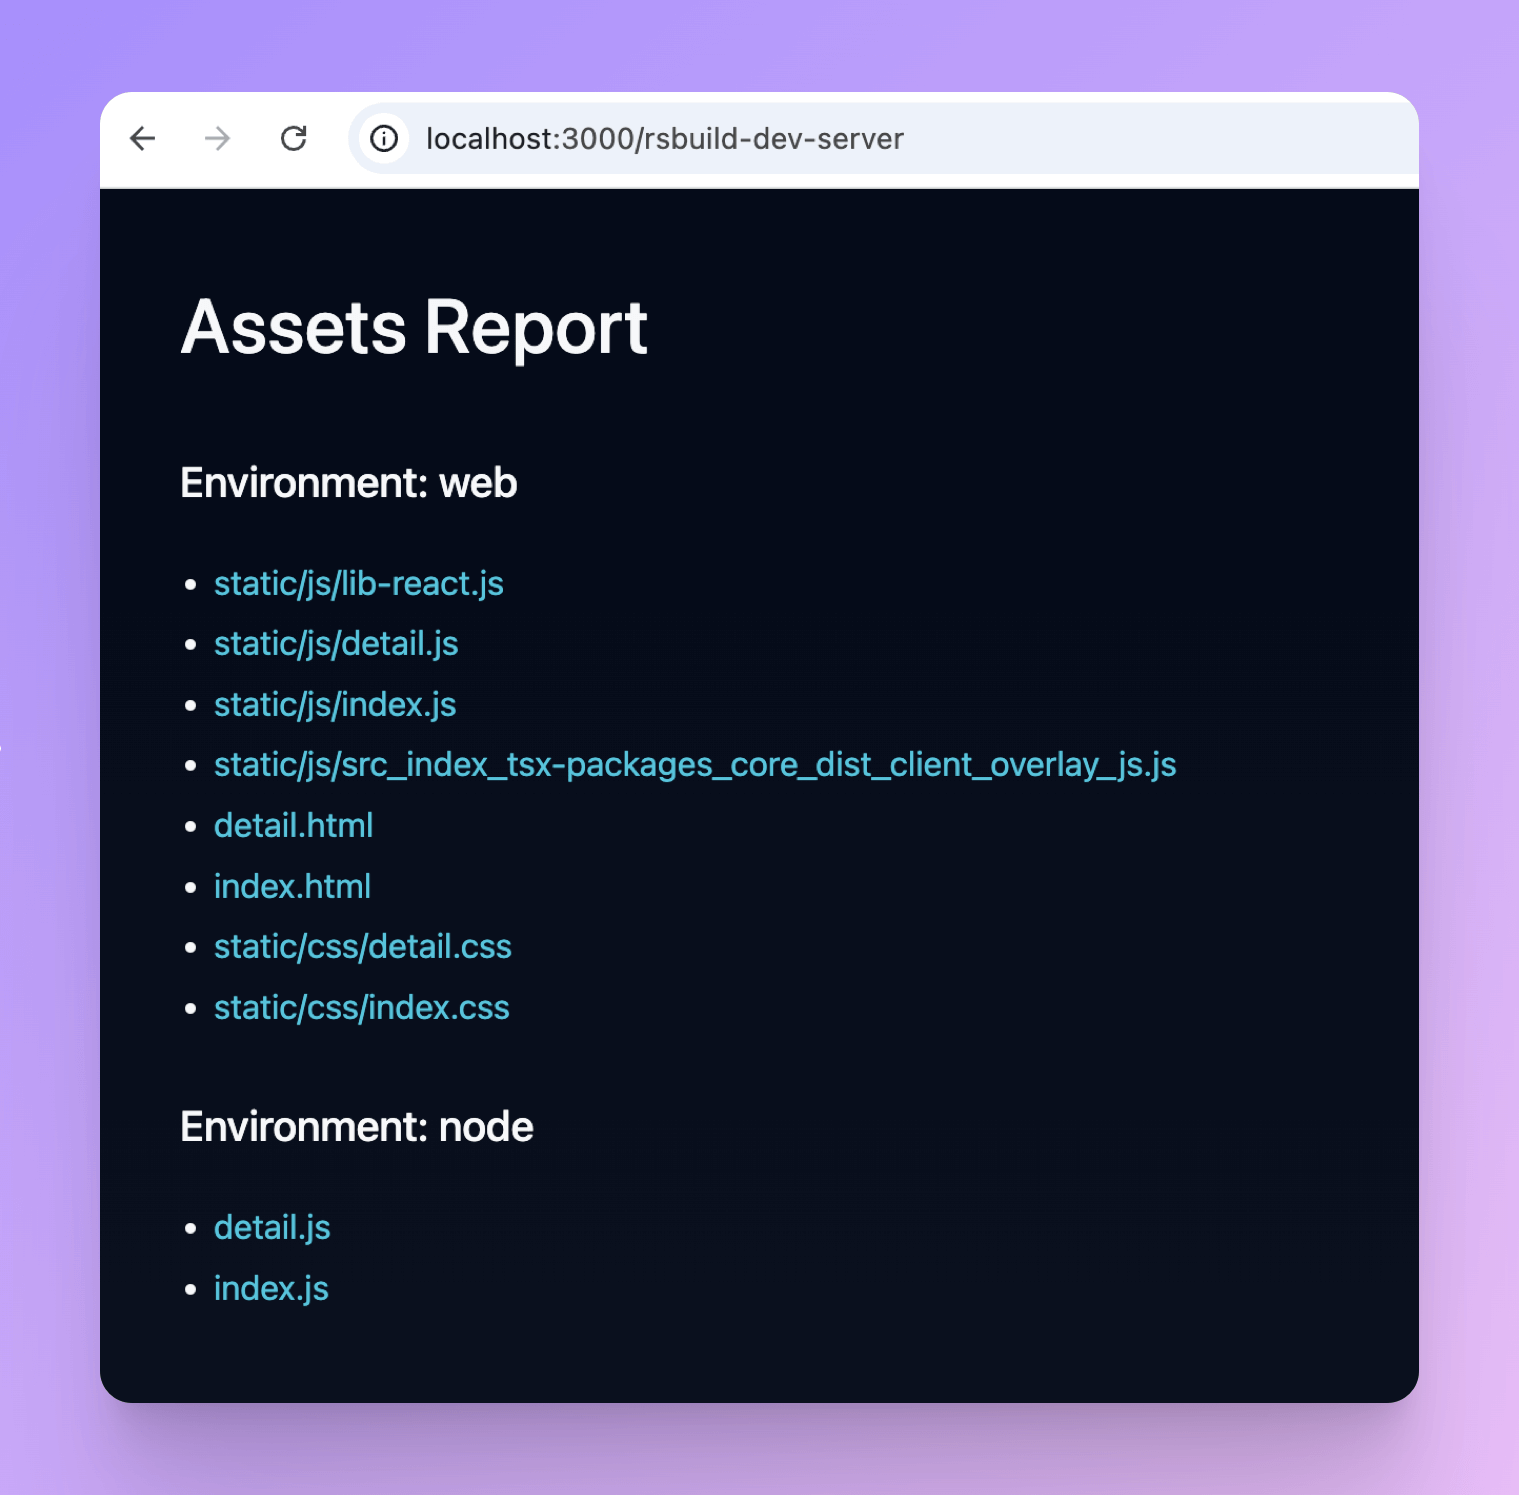 localhost:3000/rsbuild-dev-server
Assets Report
Environment: web
static/js/lib-react.js
static/js/detail.js
static/js/index.js
static/js/src_index_tsx-packages_core_dist_client_overlay_js.js
detail.html
index.html
static/css/detail.css
static/css/index.css
Environment: node
detail.js
index.js